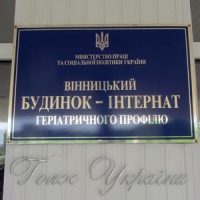 МІНІСТЕРСТВО ПРАЦІ
ТА СОЦІАЛЬНОЇ ПОЛІТИКИ УКРАЇНИ
ВІННИЦЬКИЙ
БУДИНОК – ІНТЕРНАТ
ГЕРІАТРИЧНОГО ПРОФІЛЮ
Голос України